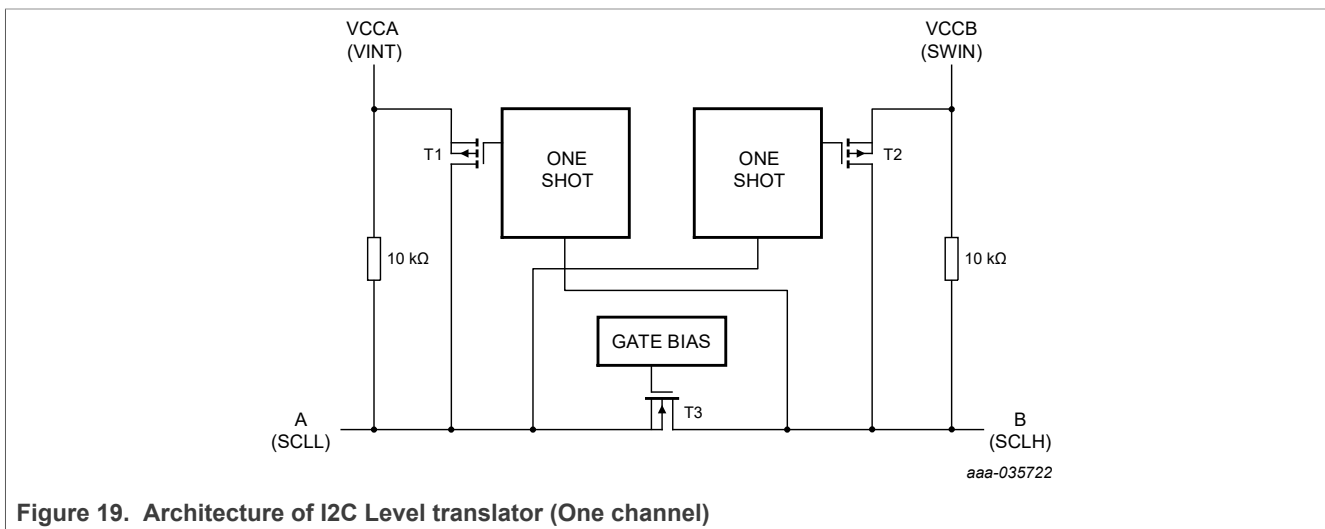 VCCA
(VINT)
VCCB
(SWIN)
T1
ONE
SHOT
ONE
SHOT
T2
10 kΩ
10 kΩ
GATE BIAS
T3
A
(SCLL)
B
(SCLH)
aaa-035722
Figure 19. Architecture of I2C Level translator (One channel)